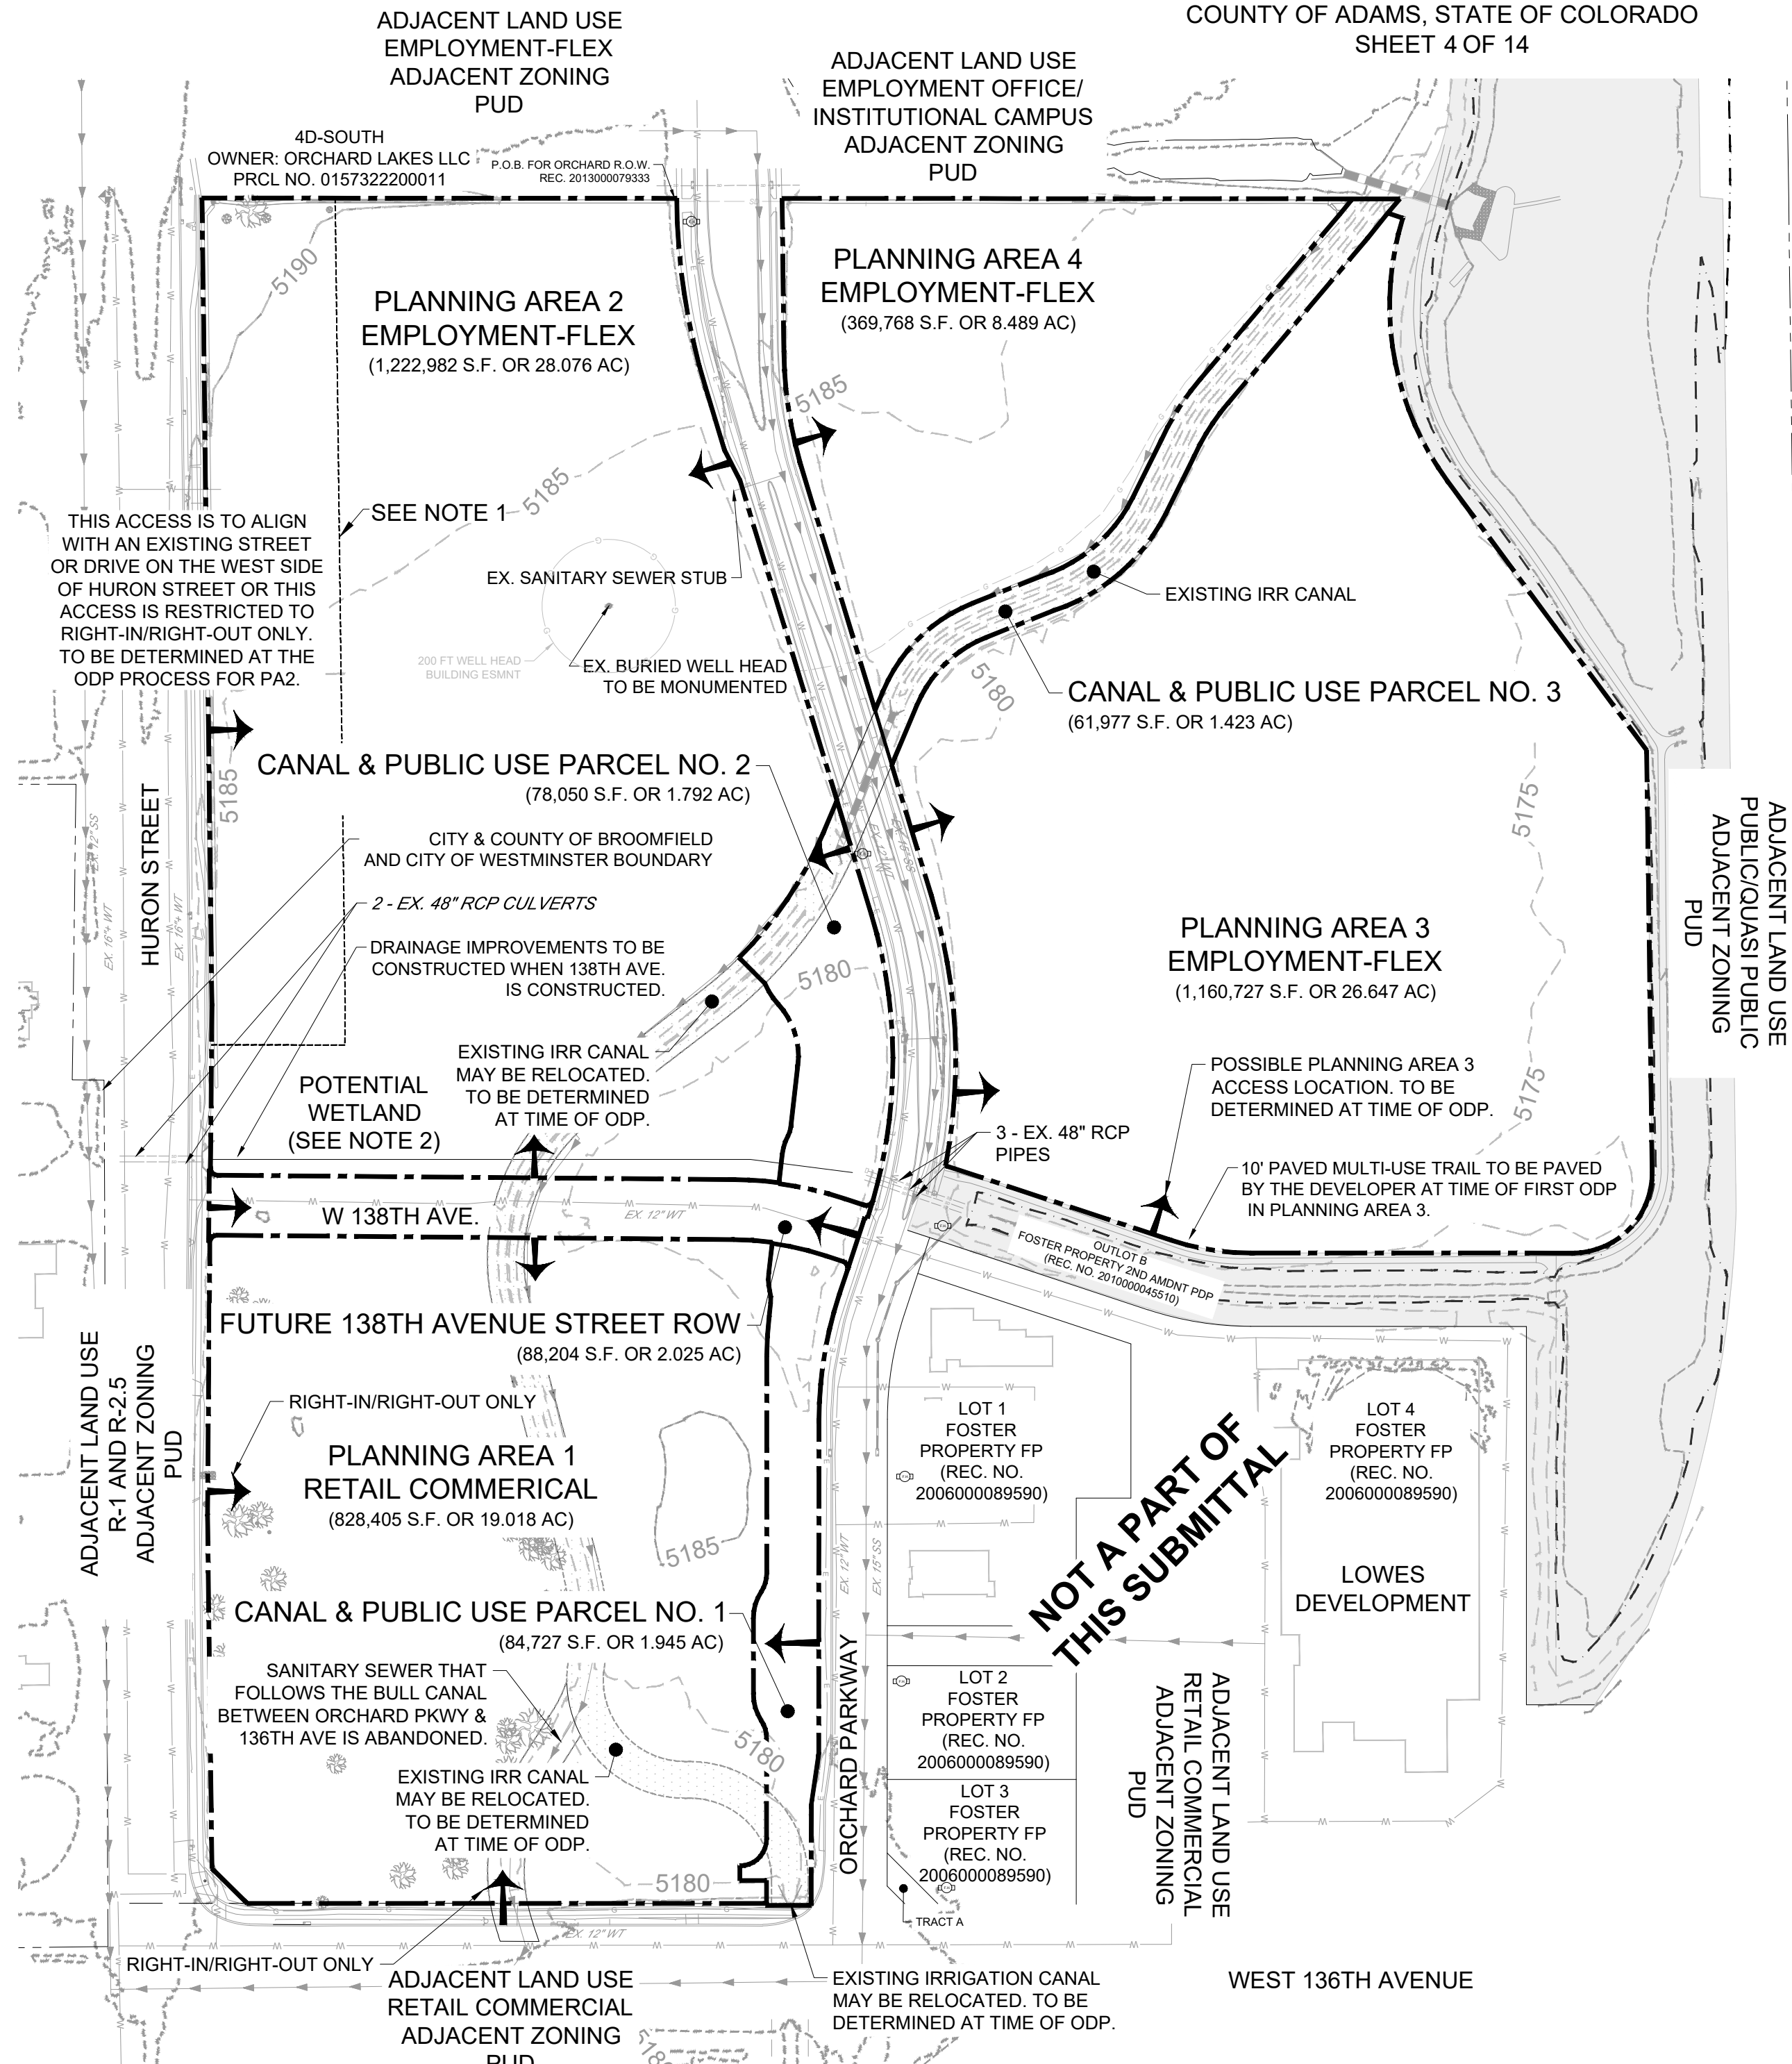 COUNTY OF ADAMS, STATE OF COLORADO
SHEET 4 OF 14
ADJACENT LAND USE
EMPLOYMENT-FLEX
ADJACENT ZONING
PUD
ADJACENT LAND USE
EMPLOYMENT OFFICE/
INSTITUTIONAL CAMPUS
ADJACENT ZONING
PUD
4D-SOUTH
OWNER: ORCHARD LAKES LLC
PRCL NO. 0157322200011
P.O.B. FOR ORCHARD R.O.W.
REC. 2013000079333
5190
PLANNING AREA 2
EMPLOYMENT-FLEX
(1,222,982 S.F. OR 28.076 AC)
PLANNING AREA 4
EMPLOYMENT-FLEX
(369,768 S.F. OR 8.489 AC)
5185
5185
SEE NOTE 1
THIS ACCESS IS TO ALIGN
WITH AN EXISTING STREET
OR DRIVE ON THE WEST SIDE
OF HURON STREET OR THIS
ACCESS IS RESTRICTED TO
RIGHT-IN/RIGHT-OUT ONLY.
TO BE DETERMINED AT THE
ODP PROCESS FOR PA2.
EX. SANITARY SEWER STUB
EXISTING IRR CANAL
200 FT WELL HEAD
BUILDING ESMNT
EX. BURIED WELL HEAD
TO BE MONUMENTED
5180
CANAL & PUBLIC USE PARCEL NO. 3
(61,977 S.F. OR 1.423 AC)
CANAL & PUBLIC USE PARCEL NO. 2
(78,050 S.F. OR 1.792 AC)
5185
5175
HURON STREET
EX. 12" SS
EX. 16"+ WT
EX. 16"+ WT
CITY & COUNTY OF BROOMFIELD
AND CITY OF WESTMINSTER BOUNDARY
2 - EX. 48" RCP CULVERTS
EX. 12" WT
EX. 15" SS
DRAINAGE IMPROVEMENTS TO BE
CONSTRUCTED WHEN 138TH AVE.
IS CONSTRUCTED.
5180
PLANNING AREA 3
EMPLOYMENT-FLEX
(1,160,727 S.F. OR 26.647 AC)
ADJACENT LAND USE
PUBLIC/QUASI PUBLIC
ADJACENT ZONING
PUD
EXISTING IRR CANAL
MAY BE RELOCATED.
TO BE DETERMINED
AT TIME OF ODP.
POTENTIAL
WETLAND
(SEE NOTE 2)
POSSIBLE PLANNING AREA 3
ACCESS LOCATION. TO BE
DETERMINED AT TIME OF ODP.
5175
3 - EX. 48" RCP
PIPES
10' PAVED MULTI-USE TRAIL TO BE PAVED
BY THE DEVELOPER AT TIME OF FIRST ODP
IN PLANNING AREA 3.
W 138TH AVE.
EX. 12" WT
OUTLOT B
FOSTER PROPERTY 2ND AMDNT PDP
(REC. NO. 2010000045510)
FUTURE 138TH AVENUE STREET ROW
(88,204 S.F. OR 2.025 AC)
ADJACENT LAND USE
R-1 AND R-2.5
ADJACENT ZONING
PUD
RIGHT-IN/RIGHT-OUT ONLY
PLANNING AREA 1
RETAIL COMMERICAL
(828,405 S.F. OR 19.018 AC)
5185
EX. 12" WT
EX. 15" SS
LOT 1
FOSTER
PROPERTY FP
(REC. NO.
2006000089590)
NOT A PART OF
THIS SUBMITTAL
LOT 4
FOSTER
PROPERTY FP
(REC. NO.
2006000089590)
LOWES
DEVELOPMENT
CANAL & PUBLIC USE PARCEL NO. 1
(84,727 S.F. OR 1.945 AC)
SANITARY SEWER THAT
FOLLOWS THE BULL CANAL
BETWEEN ORCHARD PKWY &
136TH AVE IS ABANDONED.
5180
ORCHARD PARKWAY
LOT 2
FOSTER
PROPERTY FP
(REC. NO.
2006000089590)
ADJACENT LAND USE
RETAIL COMMERCIAL
ADJACENT ZONING
PUD
EXISTING IRR CANAL
MAY BE RELOCATED.
TO BE DETERMINED
AT TIME OF ODP.
LOT 3
FOSTER
PROPERTY FP
(REC. NO.
2006000089590)
5180
TRACT A
EX. 12" WT
RIGHT-IN/RIGHT-OUT ONLY
ADJACENT LAND USE
RETAIL COMMERCIAL
ADJACENT ZONING
PUD
EXISTING IRRIGATION CANAL
MAY BE RELOCATED. TO BE
DETERMINED AT TIME OF ODP.
WEST 136TH AVENUE